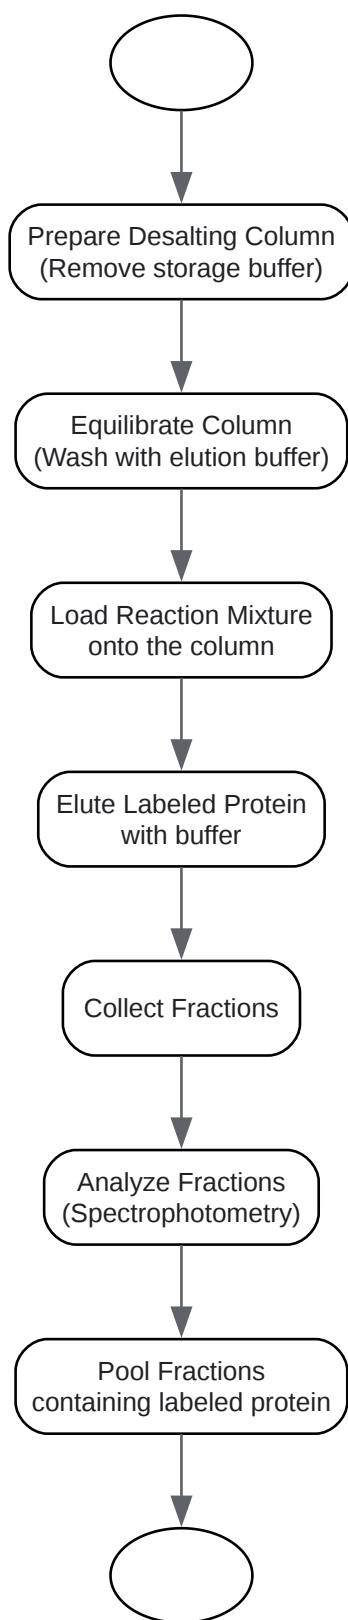 Prepare Desalting Column
(Remove storage buffer)
Equilibrate Column
(Wash with elution buffer)
Load Reaction Mixture
onto the column
Elute Labeled Protein
with buffer
Collect Fractions
Analyze Fractions
(Spectrophotometry)
Pool Fractions
containing labeled protein